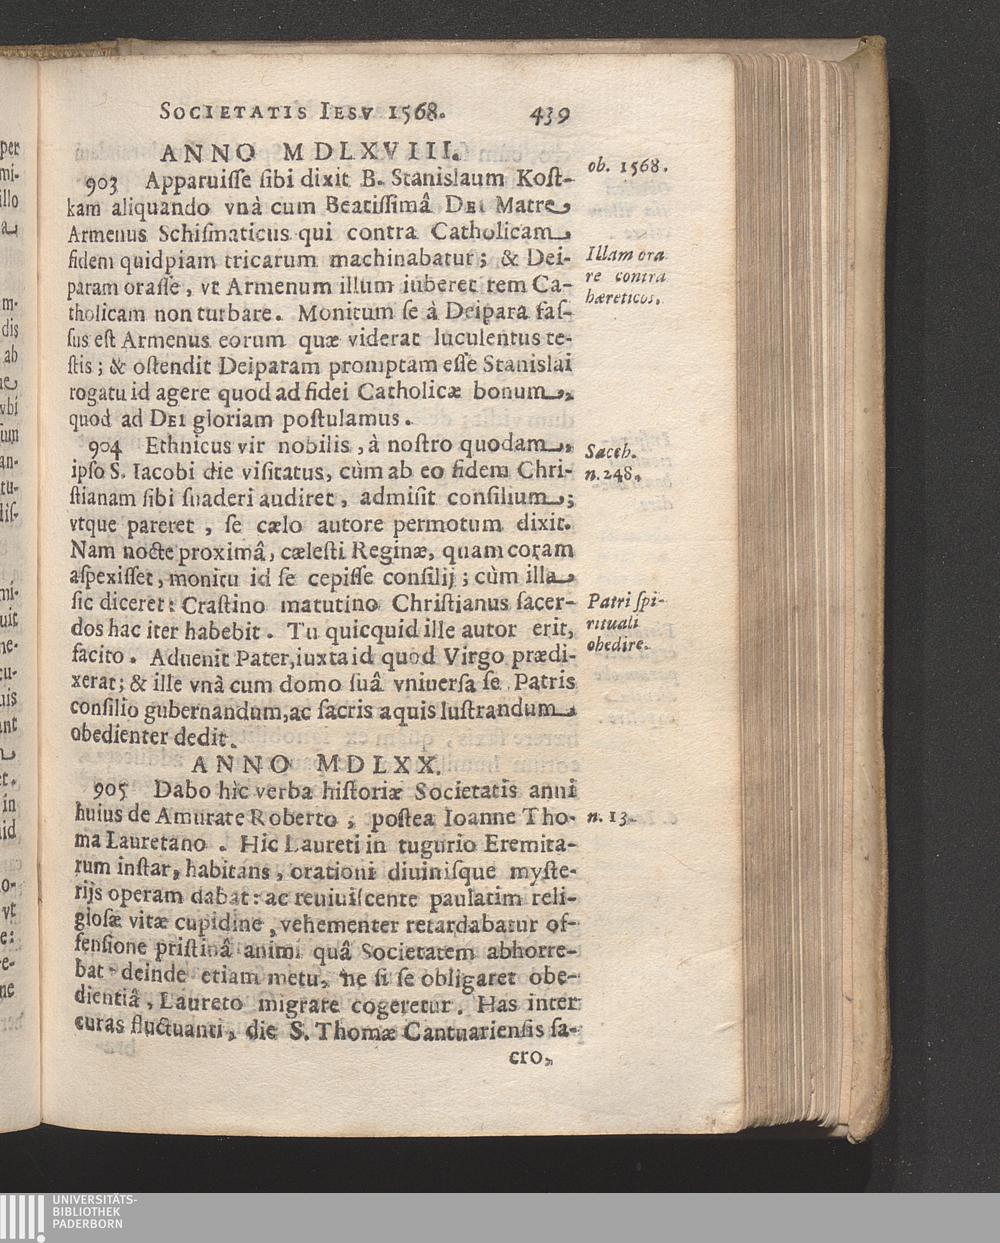 SOCIETATIS IESV 1568. 439
ANNO MDLXVIII.
ob. 1568.
903 Apparuiſſe ſibi dixit B. Stanislaum Koſt-
kam aliquando vnà cum Beatiſſimâ DEI Matre
Armenus Schiſmaticus qui contra Catholicam
fidem quidpiam tricarum machinabatur; & Dei-
Illam ora
param oraſſe, vt Armenum illum iuberet rem Ca-
re contra
tholicam non turbare. Monitum ſe à Deipara faſ-
hæreticos.
ſus eſt Armenus eorum quæ viderat luculentus te-
ſtis; & oſtendit Deiparam promptam eſſe Stanislai
rogatu id agere quod ad fidei Catholicæ bonum,
quod ad DEI gloriam poſtulamus.
904 Ethnicus vir nobilis, à noſtro quodam,
Sacch.
ipſo S. Iacobi die viſitatus, cùm ab eo fidem Chri-
n. 248.
ſtianam ſibi ſuaderi audiret, admiſit conſilium;
vtque pareret, ſe cælo autore permotum dixit.
Nam nocte proximâ, cæleſti Reginæ, quam coram
aſpexiſſet, monitu id ſe cepiſſe conſilij; cùm illa
ſic diceret: Craſtino matutino Chriſtianus ſacer-
Patri ſpi-
dos hac iter habebit. Tu quicquid ille autor erit,
rituali
facito. Aduenit Pater, iuxta id quod Virgo prædi-
obedire.
xerat; & ille vnà cum domo ſuâ vniuerſa ſe Patris
conſilio gubernandum, ac ſacris aquis luſtrandum
obedienter dedit.
ANNO MDLXX.
905 Dabo hìc verba hiſtoriæ Societatis anni
huius de Amurate Roberto, poſtea Ioanne Tho-
n. 13.
ma Lauretano. Hic Laureti in tugurio Eremita-
rum inſtar, habitans, orationi diuiniſque myſte-
rijs operam dabat: ac reuiuiſcente paulatim reli-
gioſæ vitæ cupidine, vehementer retardabatur of-
fenſione priſtinâ animi quâ Societatem abhorre-
bat deinde etiam metu, ne ſi ſe obligaret obe-
dientiâ, Laureto migrare cogeretur. Has inter
curas fluctuanti, die S. Thomæ Cantuarienſis ſa-
cro,
UNIVERSITÄTS-
BIBLIOTHEK
PADERBORN